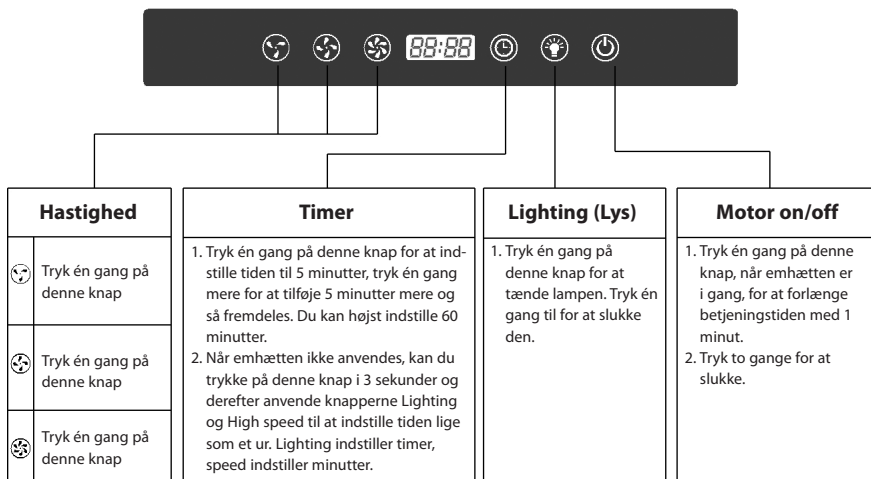 88:88
Hastighed
Tryk én gang på
denne knap
Tryk én gang på
denne knap
Tryk én gang på
denne knap
Timer
1. Tryk én gang på denne knap for at ind-
stille tiden til 5 minutter, tryk én gang
mere for at tilføje 5 minutter mere og
så fremdeles. Du kan højst indstille 60
minutter.
2. Når emhætten ikke anvendes, kan du
trykke på denne knap i 3 sekunder og
derefter anvende knapperne Lighting
og High speed til at indstille tiden lige
som et ur. Lighting indstiller timer,
speed indstiller minutter.
Lighting (Lys)
1. Tryk én gang på
denne knap for at
tænde lampen. Tryk én
gang til for at slukke
den.
Motor on/off
1. Tryk én gang på denne
knap, når emhætten er
i gang, for at forlænge
betjeningstiden med 1
minut.
2. Tryk to gange for at
slukke.